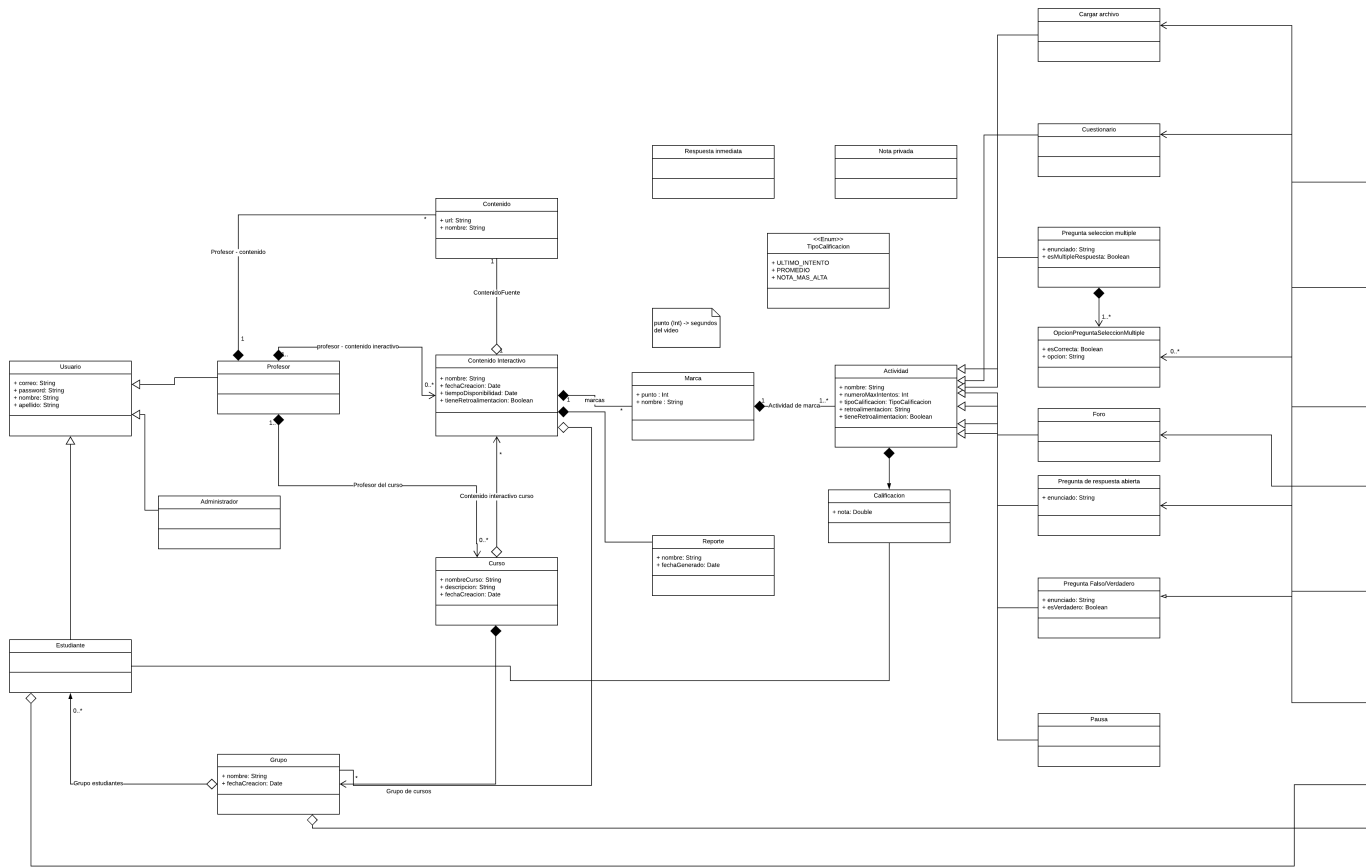 Cargar archivo
Cuestionario
Respuesta inmediata
Nota privada
Contenido
+ url: String
+ nombre: String
*
Profesor - contenido
1
1
ContenidoFuente
<<Enum>>
TipoCalificacion
+ ULTIMO_INTENTO
+ PROMEDIO
+ NOTA_MAS_ALTA
Pregunta seleccion multiple
+ enunciado: String
+ esMultipleRespuesta: Boolean
1..*
punto (Int) -> segundos
del video
OpcionPreguntaSeleccionMultiple
+ esCorrecta: Boolean
+ opcion: String
0..*
profesor - contenido ineractivo
0..*
Usuario
+ correo: String
+ password: String
+ nombre: String
+ apellido: String
Profesor
Contenido Interactivo
+ nombre: String
+ fechaCreacion: Date
+ tiempoDisponibilidad: Date
+ tieneRetroalimentacion: Boolean
1
marcas
*
Marca
+ punto : Int
+ nombre : String
1
Actividad de marca
1..*
Actividad
+ nombre: String
+ numeroMaxIntentos: Int
+ tipoCalificacion: TipoCalificacion
+ retroalimentacion: String
+ tieneRetroalimentacion: Boolean
Foro
Pregunta de respuesta abierta
+ enunciado: String
Profesor del curso
0..*
*
Contenido interactivo curso
Administrador
Calificacion
+ nota: Double
Reporte
+ nombre: String
+ fechaGenerado: Date
Curso
+ nombreCurso: String
+ descripcion: String
+ fechaCreacion: Date
Pregunta Falso/Verdadero
+ enunciado: String
+ esVerdadero: Boolean
Estudiante
0..*
Pausa
Grupo
+ nombre: String
+ fechaCreacion: Date
Grupo estudiantes
*
Grupo de cursos